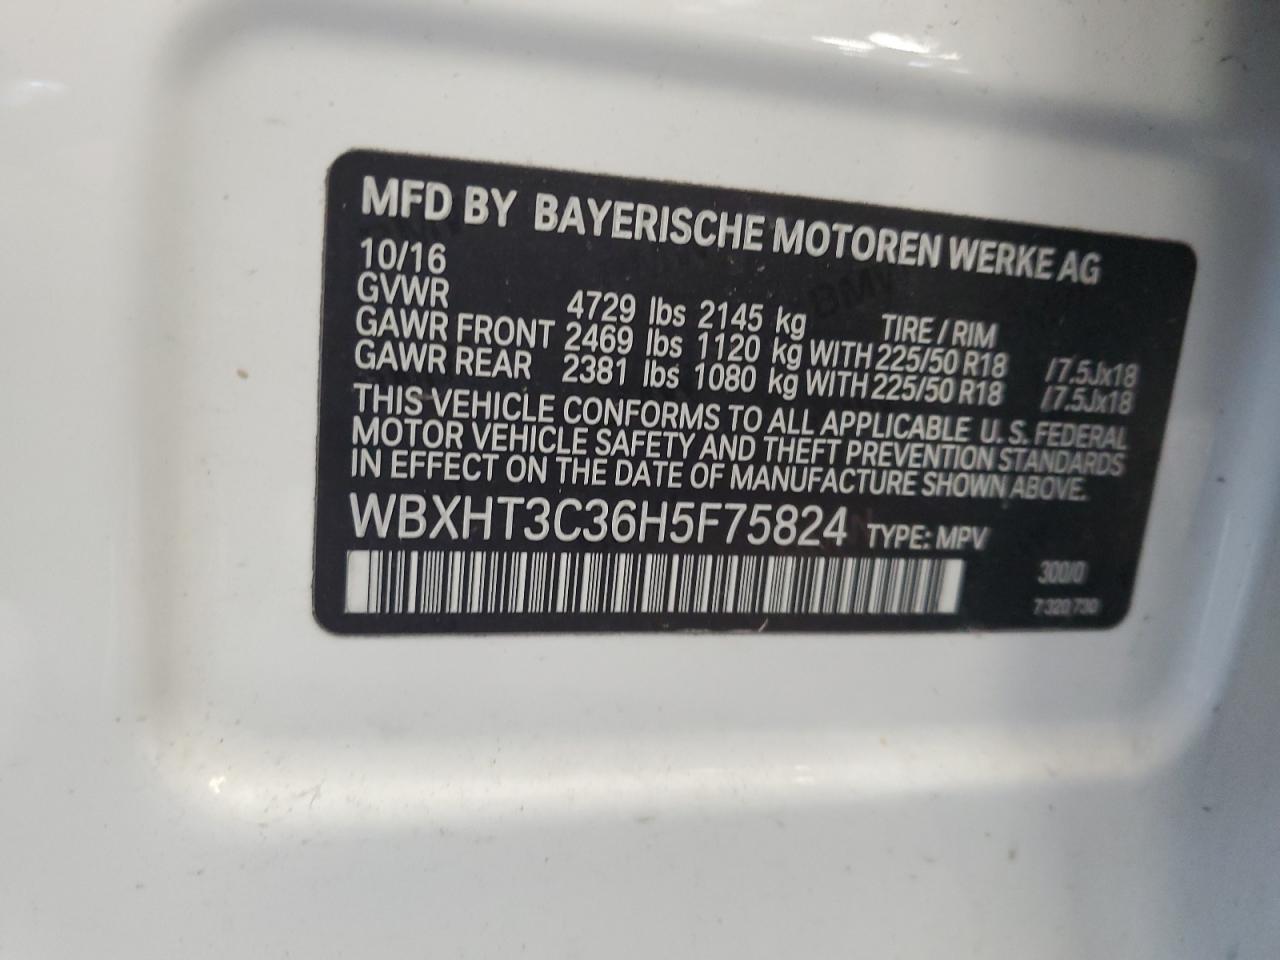 MFD BY BAYERISCHE MOTOREN WERKE AG
10/16
GVWR 4729 lbs 2145 kg TIRE / RIM
GAWR FRONT 2469 lbs 1120 kg WITH 225/50 R18 / 7.5Jx18
GAWR REAR 2381 lbs 1080 kg WITH 225/50 R18 / 7.5Jx18
THIS VEHICLE CONFORMS TO ALL APPLICABLE U.S. FEDERAL
MOTOR VEHICLE SAFETY AND THEFT PREVENTION STANDARDS
IN EFFECT ON THE DATE OF MANUFACTURE SHOWN ABOVE.
WBXHT3C36H5F75824 TYPE: MPV
300/0
7 320 730